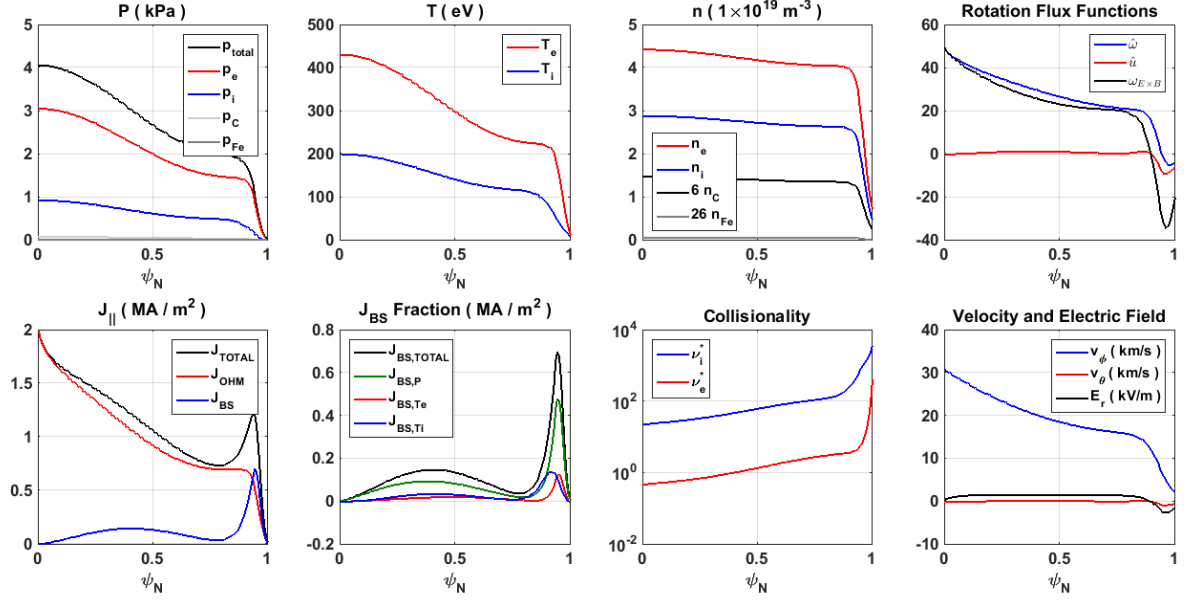 P ( kPa)
5
4
3
2
1
0
p_total
p_e
p_i
p_C
p_Fe
0 0.5 1
ψ_N
T (eV)
500
400
300
200
100
0
T_e
T_i
0 0.5 1
ψ_N
n ( 1×10^19 m^-3)
5
4
3
2
1
0
n_e
n_i
6 n_C
26 n_Fe
0 0.5 1
ψ_N
Rotation Flux Functions
60
40
20
0
-20
-40
ω̂
û
ω_E×B
0 0.5 1
ψ_N
J_|| ( MA / m^2)
2
1.5
1
0.5
0
J_TOTAL
J_OHM
J_BS
0 0.5 1
ψ_N
J_BS Fraction ( MA / m^2)
0.8
0.6
0.4
0.2
0
-0.2
J_BS,TOTAL
J_BS,P
J_BS,Te
J_BS,Ti
0 0.5 1
ψ_N
Collisionality
10^4
10^2
10^0
10^-2
ν_i^*
ν_e^*
0 0.5 1
ψ_N
Velocity and Electric Field
40
30
20
10
0
-10
v_ϕ ( km/s)
v_θ ( km/s)
E_r ( kV/m)
0 0.5 1
ψ_N